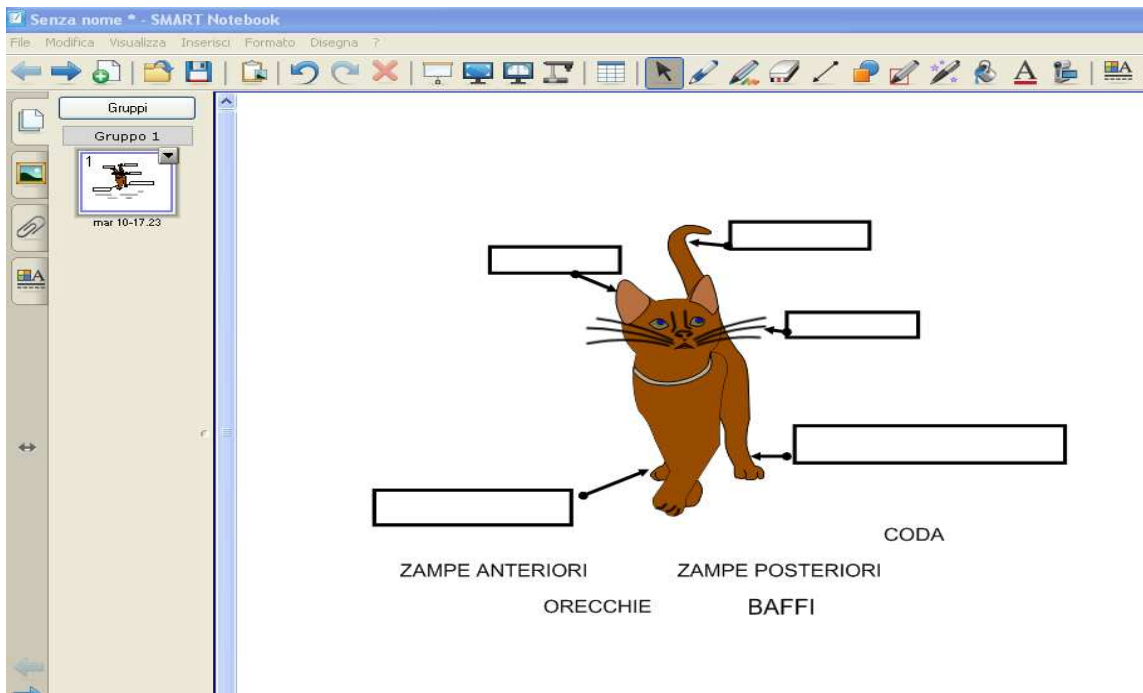 Senza nome * - SMART Notebook
File Modifica Visualizza Inserisci Formato Disegna ?
Gruppi
Gruppo 1
1
mar 10-17.23
CODA
ZAMPE ANTERIORI ZAMPE POSTERIORI
ORECCHIE BAFFI